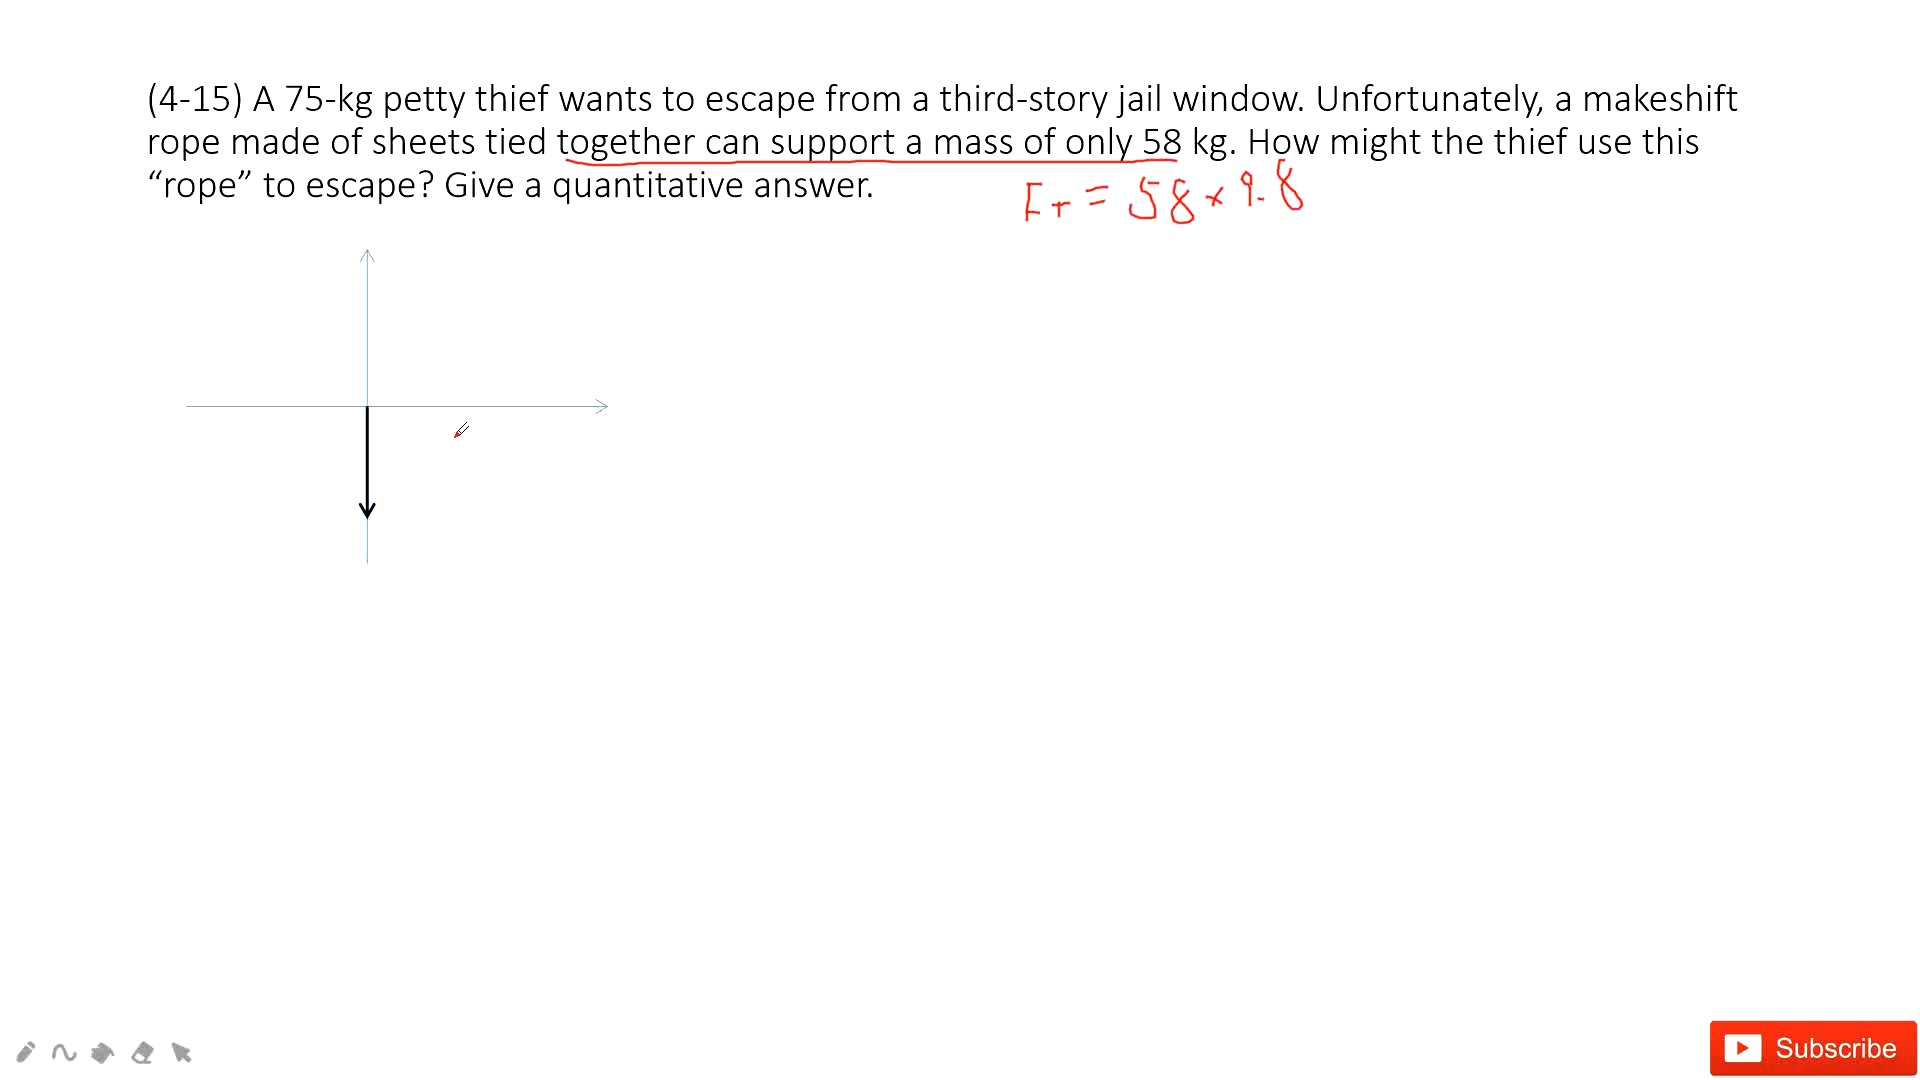 (4-15) A 75-kg petty thief wants to escape from a third-story jail window. Unfortunately, a makeshift
rope made of sheets tied together can support a mass of only 58 kg. How might the thief use this
“rope” to escape? Give a quantitative answer.
FT = 58 × 9.8
Subscribe